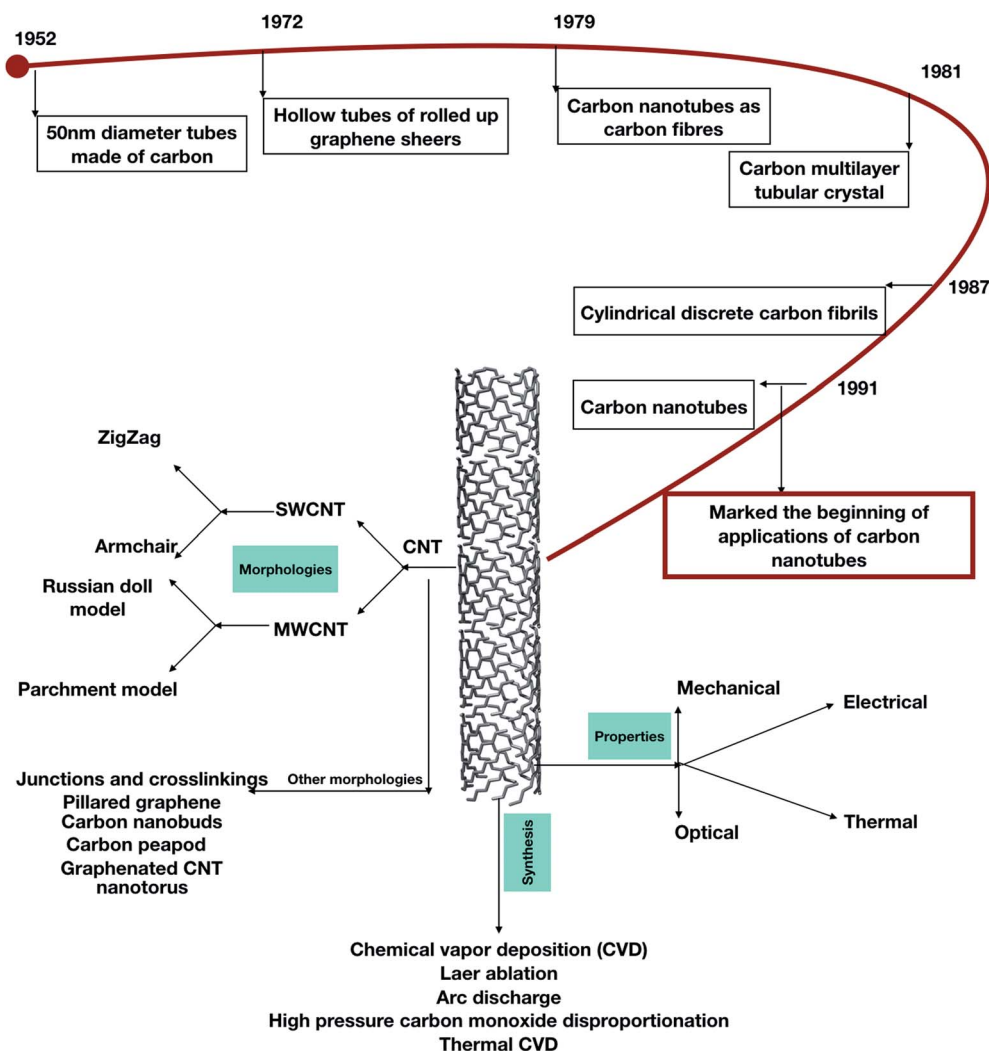 1952
1972
1979
1981
50nm diameter tubes
made of carbon
Hollow tubes of rolled up
graphene sheers
Carbon nanotubes as
carbon fibres
Carbon multilayer
tubular crystal
1987
Cylindrical discrete carbon fibrils
1991
Carbon nanotubes
Marked the beginning of
applications of carbon
nanotubes
ZigZag
SWCNT
Armchair
Morphologies
CNT
Russian doll
model
MWCNT
Parchment model
Other morphologies
Junctions and crosslinkings
Pillared graphene
Carbon nanobuds
Carbon peapod
Graphenated CNT
nanotorus
Properties
Mechanical
Electrical
Optical
Thermal
Synthesis
Chemical vapor deposition (CVD)
Laer ablation
Arc discharge
High pressure carbon monoxide disproportionation
Thermal CVD